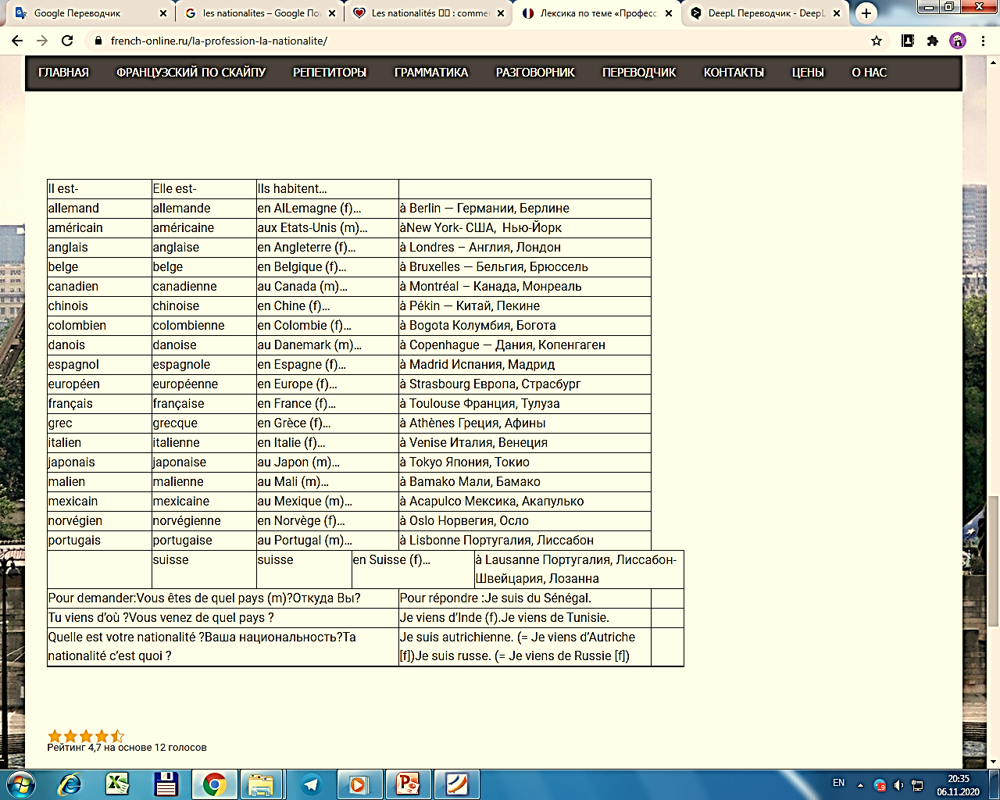 Google Переводчик
les nationalites – Google По
Les nationalités : comme
Лексика по теме «Професс
DeepL Переводчик - DeepL
french-online.ru/la-profession-la-nationalite/
ГЛАВНАЯ ФРАНЦУЗСКИЙ ПО СКАЙПУ РЕПЕТИТОРЫ ГРАММАТИКА РАЗГОВОРНИК ПЕРЕВОДЧИК КОНТАКТЫ ЦЕНЫ О НАС
Il est- Elle est- Ils habitent...
allemand allemande en AlLemagne (f)... à Berlin — Германии, Берлине
américain américaine aux Etats-Unis (m)... àNew York- США, Нью-Йорк
anglais anglaise en Angleterre (f)... à Londres – Англия, Лондон
belge belge en Belgique (f)... à Bruxelles — Бельгия, Брюссель
canadien canadienne au Canada (m)... à Montréal – Канада, Монреаль
chinois chinoise en Chine (f)... à Pékin — Китай, Пекине
colombien colombienne en Colombie (f)... à Bogota Колумбия, Богота
danois danoise au Danemark (m)... à Copenhague — Дания, Копенгаген
espagnol espagnole en Espagne (f)... à Madrid Испания, Мадрид
européen européenne en Europe (f)... à Strasbourg Европа, Страсбург
français française en France (f)... à Toulouse Франция, Тулуза
grec grecque en Grèce (f)... à Athènes Греция, Афины
italien italienne en Italie (f)... à Venise Италия, Венеция
japonais japonaise au Japon (m)... à Tokyo Япония, Токио
malien malienne au Mali (m)... à Bamako Мали, Бамако
mexicain mexicaine au Mexique (m)... à Acapulco Мексика, Акапулько
norvégien norvégienne en Norvège (f)... à Oslo Норвегия, Осло
portugais portugaise au Portugal (m)... à Lisbonne Португалия, Лиссабон
suisse suisse en Suisse (f)... à Lausanne Португалия, Лиссабон-
Швейцария, Лозанна
Pour demander:Vous êtes de quel pays (m)?Откуда Вы? Pour répondre :Je suis du Sénégal.
Tu viens d'où ?Vous venez de quel pays ? Je viens d'Inde (f).Je viens de Tunisie.
Quelle est votre nationalité ?Ваша национальность?Ta Je suis autrichienne. (= Je viens d'Autriche
nationalité c'est quoi ? [f])Je suis russe. (= Je viens de Russie [f])
Рейтинг 4,7 на основе 12 голосов
EN
20:35
06.11.2020